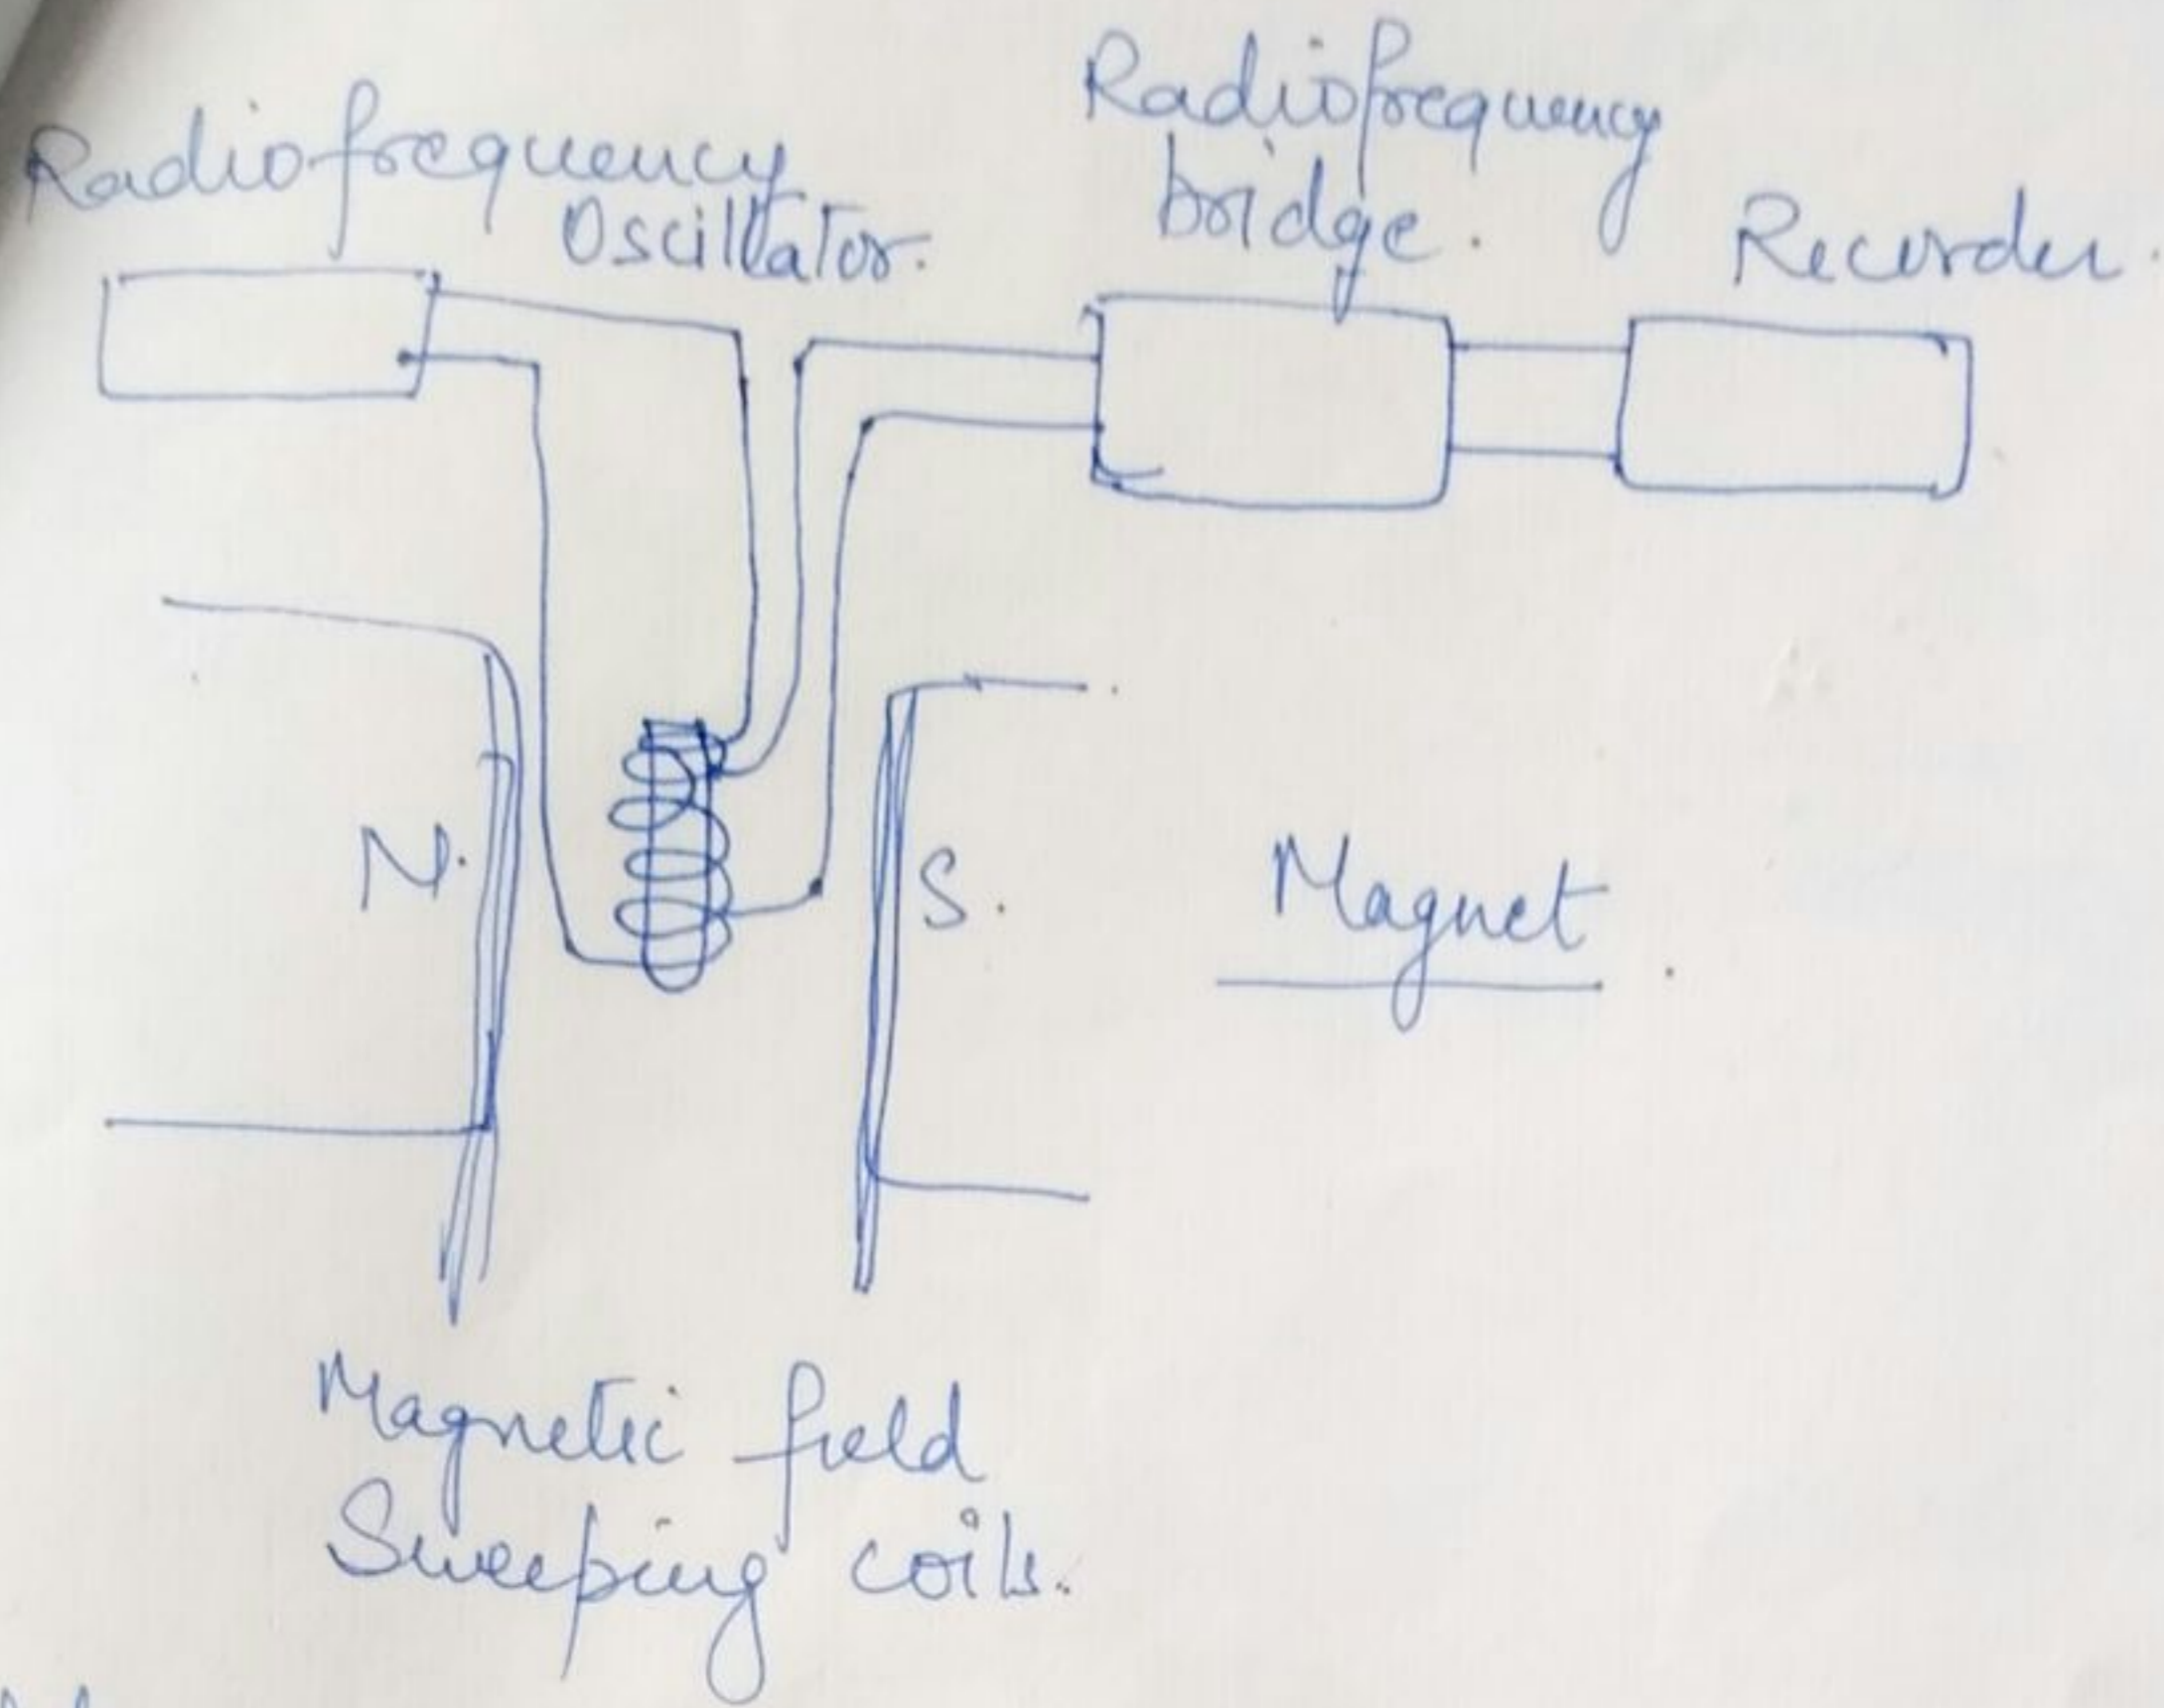 Radiofrequency
Oscillator.
Radiofrequency
bridge.
Recorder.
N.
S.
Magnet.
Magnetic field
Sweeping coils.